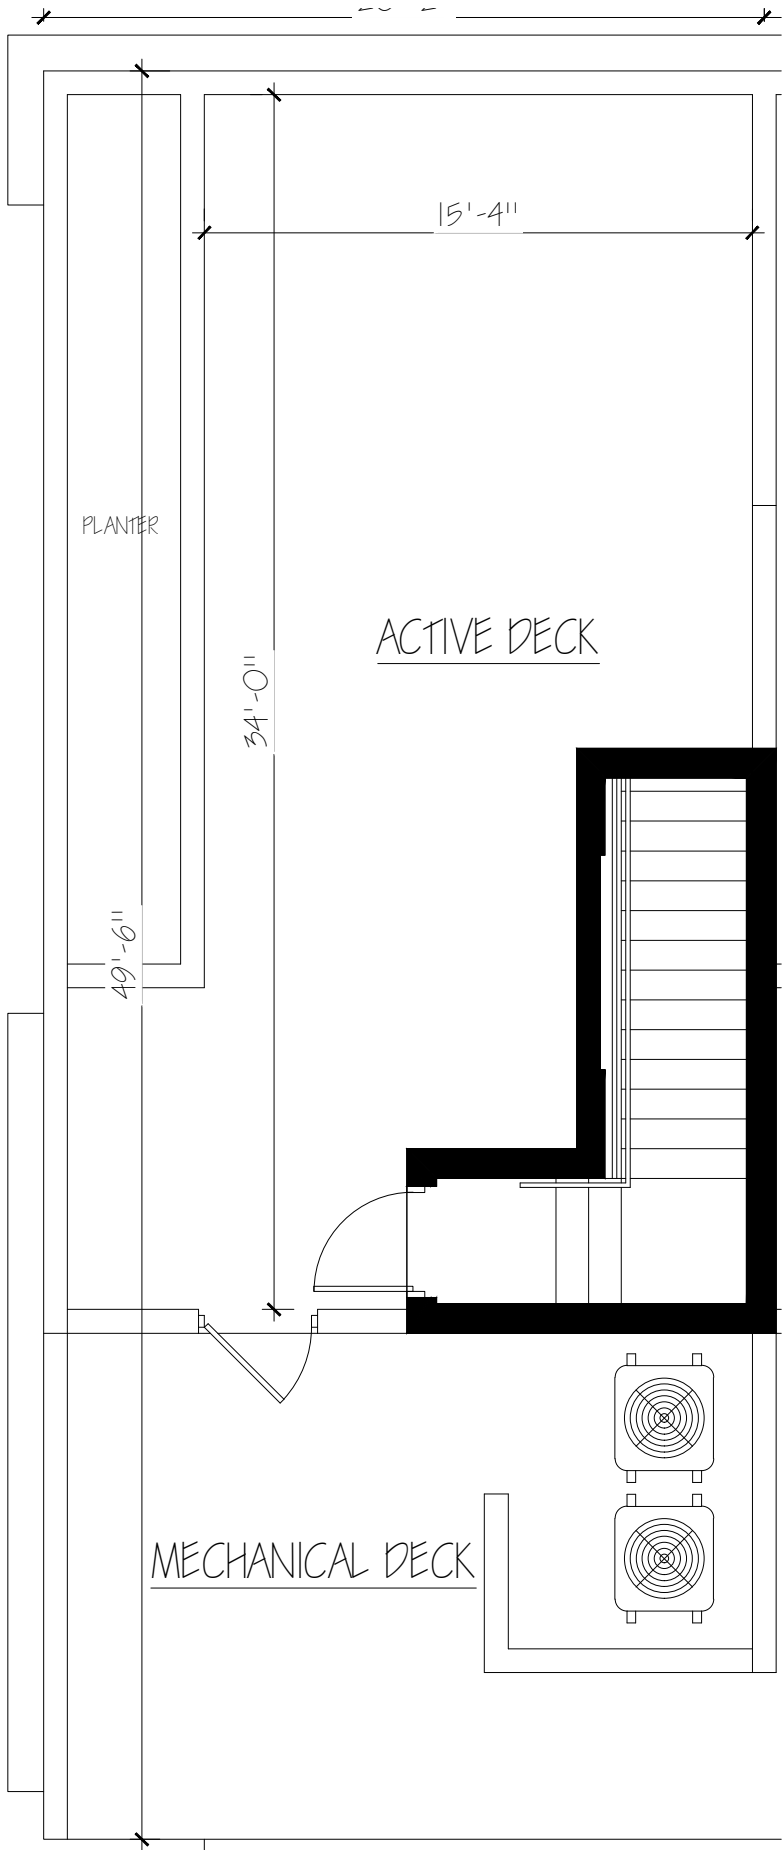 15'-4"
PLANTER
ACTIVE DECK
34'-0"
49'-6"
MECHANICAL DECK